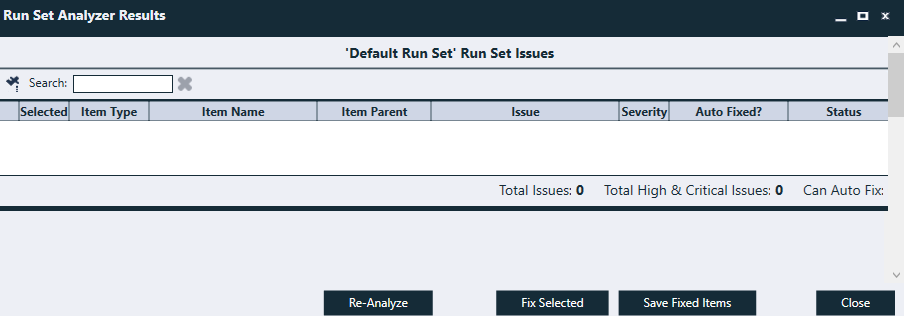 Run Set Analyzer Results
'Default Run Set' Run Set Issues
Search:
Selected Item Type Item Name Item Parent Issue Severity Auto Fixed? Status
Total Issues: 0 Total High & Critical Issues: 0 Can Auto Fix:
Re-Analyze Fix Selected Save Fixed Items Close